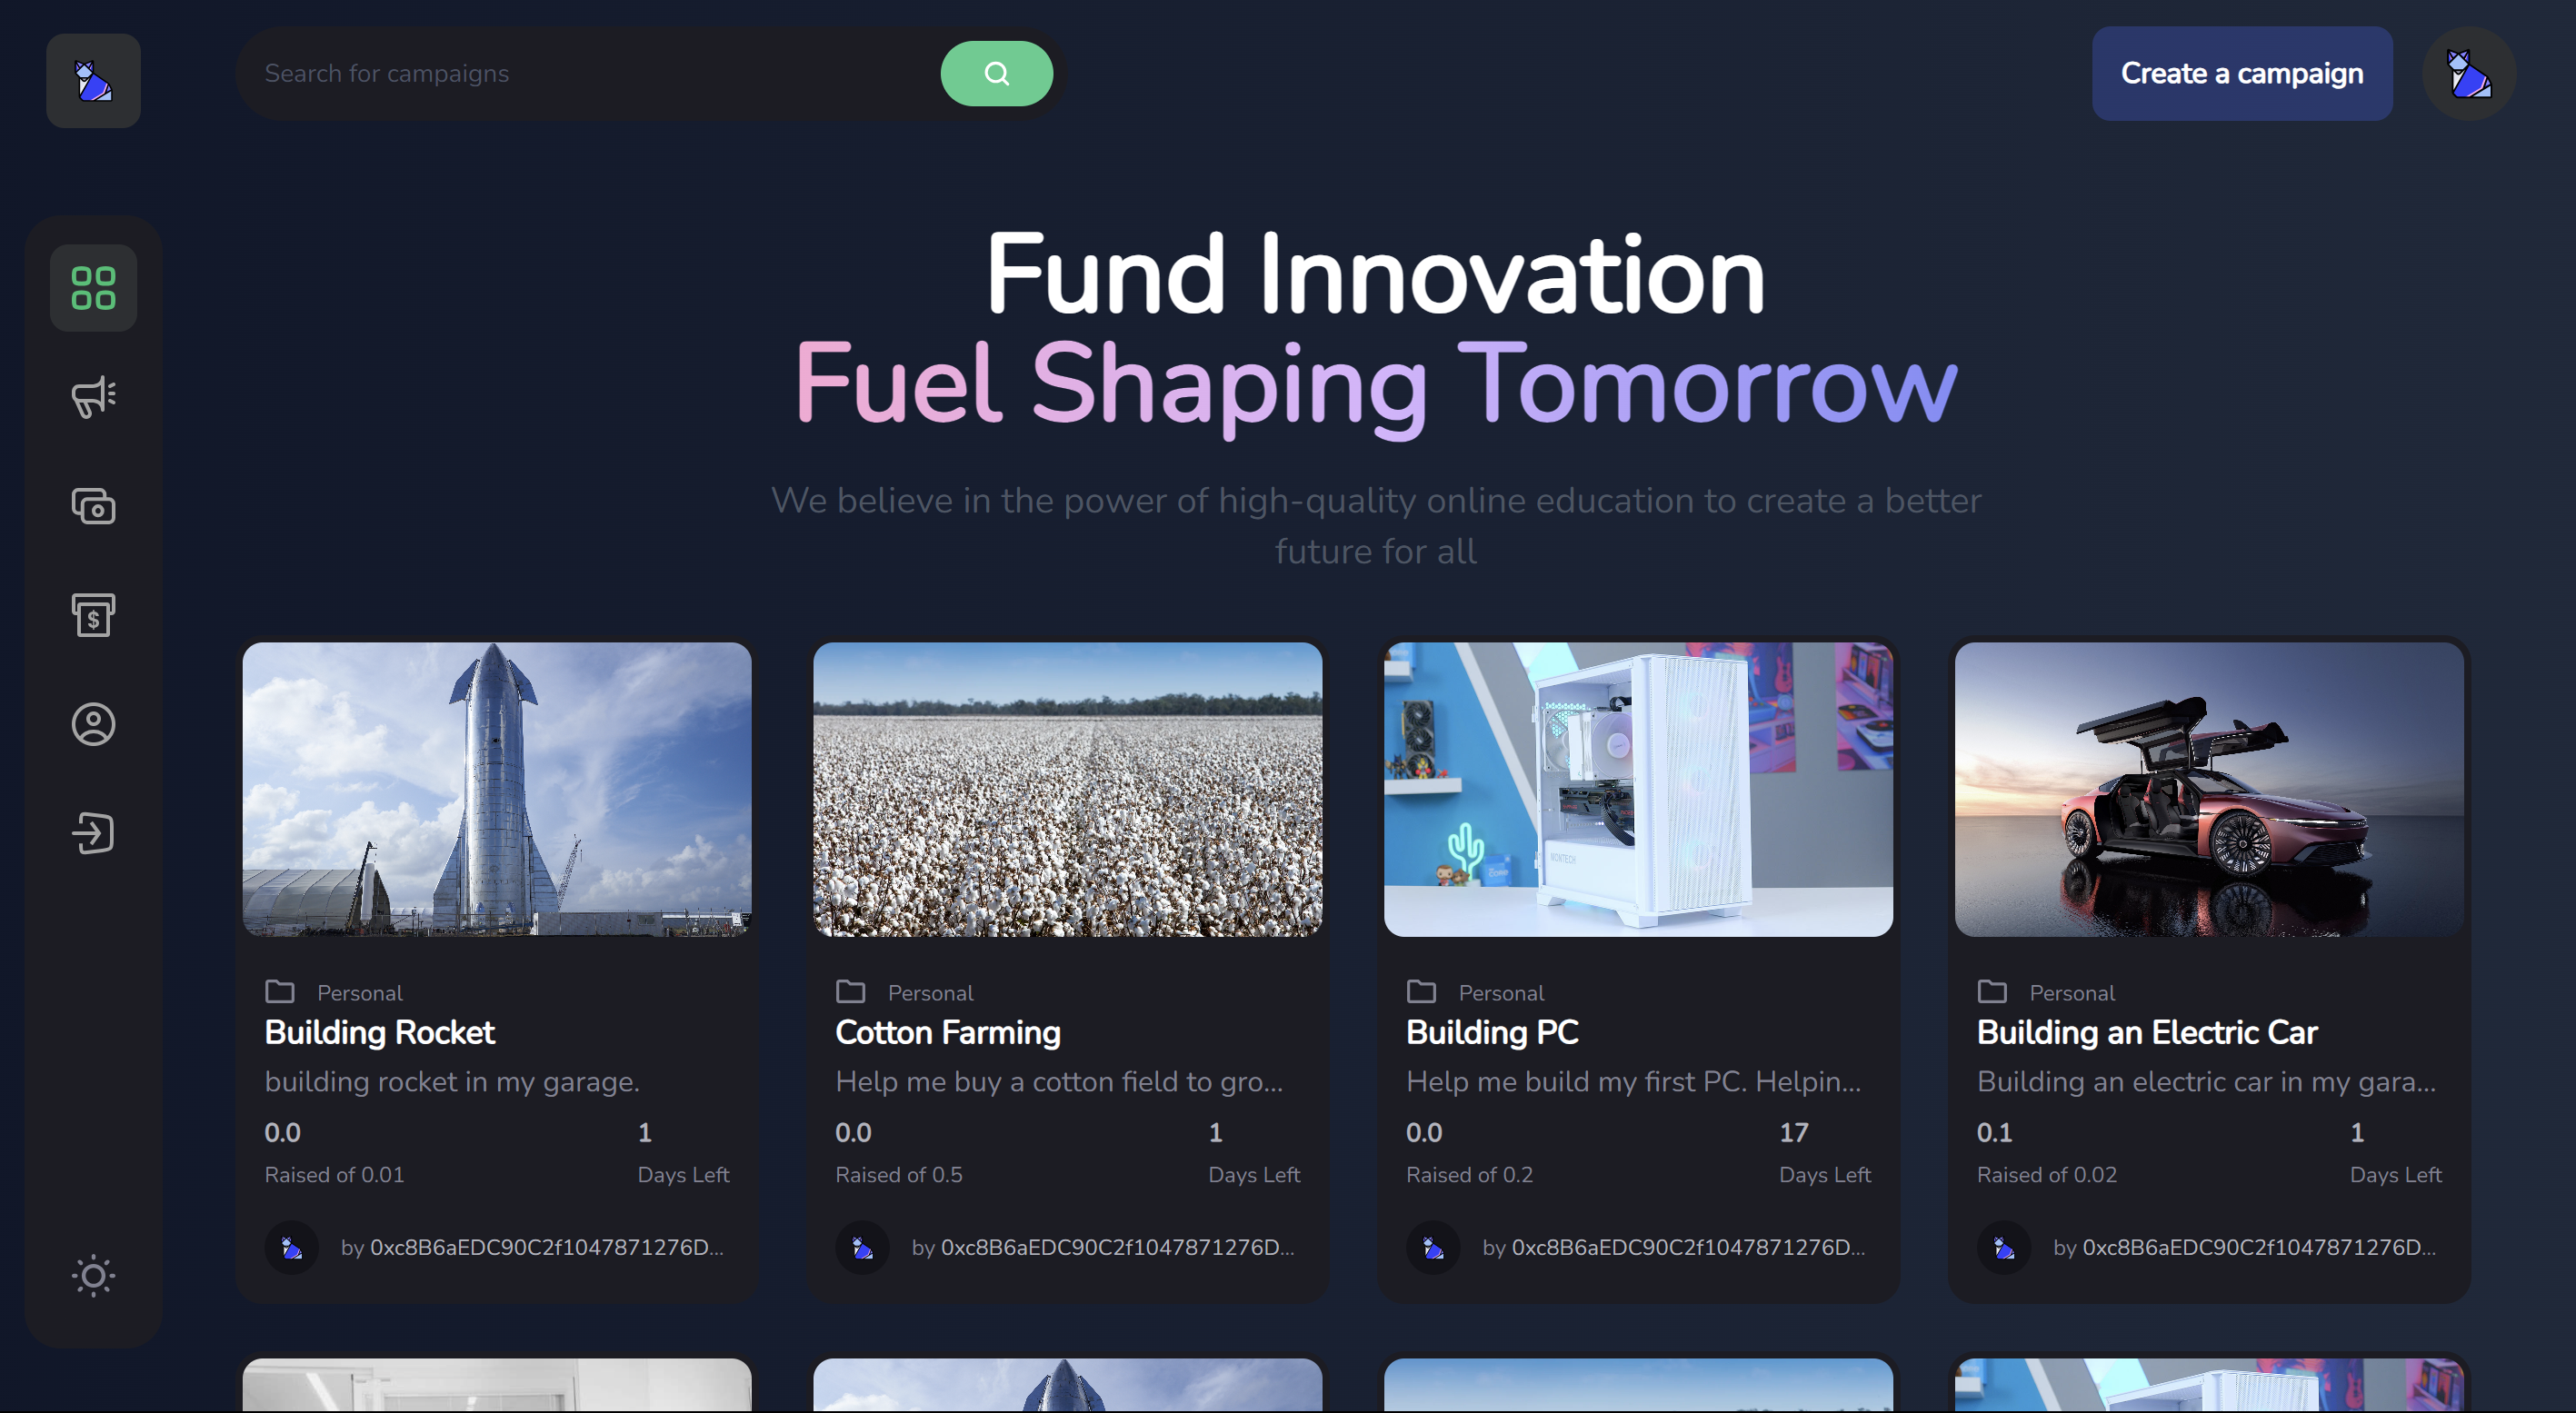 Search for campaigns
Create a campaign
Fund Innovation
Fuel Shaping Tomorrow
We believe in the power of high-quality online education to create a better
future for all
Personal
Building Rocket
building rocket in my garage.
0.0
1
Raised of 0.01
Days Left
by 0xc8B6aEDC90C2f1047871276D...
Personal
Cotton Farming
Help me buy a cotton field to gro...
0.0
1
Raised of 0.5
Days Left
by 0xc8B6aEDC90C2f1047871276D...
MONTECH
Personal
Building PC
Help me build my first PC. Helpin...
0.0
17
Raised of 0.2
Days Left
by 0xc8B6aEDC90C2f1047871276D...
Personal
Building an Electric Car
Building an electric car in my gara...
0.1
1
Raised of 0.02
Days Left
by 0xc8B6aEDC90C2f1047871276D...